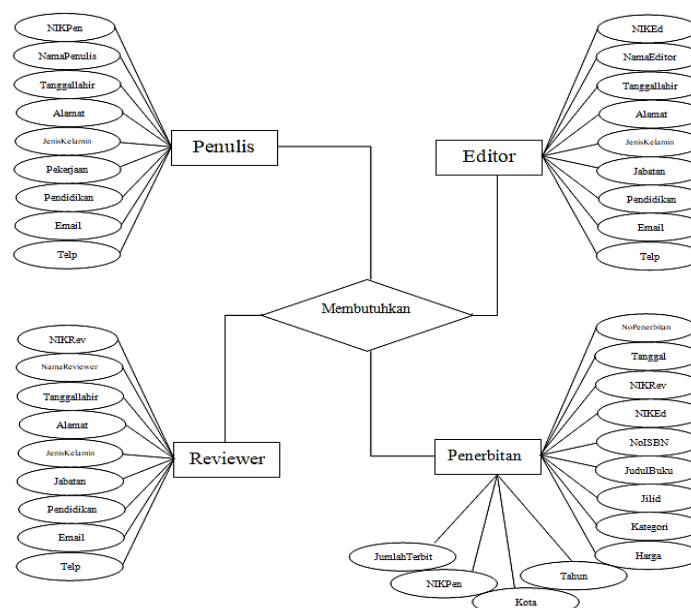 NIKPen
NamaPenulis
Tanggallahir
Alamat
JenisKelamin
Pekerjaan
Pendidikan
Email
Telp
Penulis
NIKEd
NamaEditor
Tanggallahir
Alamat
JenisKelamin
Jabatan
Pendidikan
Email
Telp
Editor
Membutuhkan
NIKRev
NamaReviewer
Tanggallahir
Alamat
JenisKelamin
Jabatan
Pendidikan
Email
Telp
Reviewer
NoPenerbitan
Tanggal
NIKRev
NIKEd
NoISBN
JudulBuku
Jilid
Kategori
Harga
Penerbitan
JumlahTerbit
NIKPen
Kota
Tahun